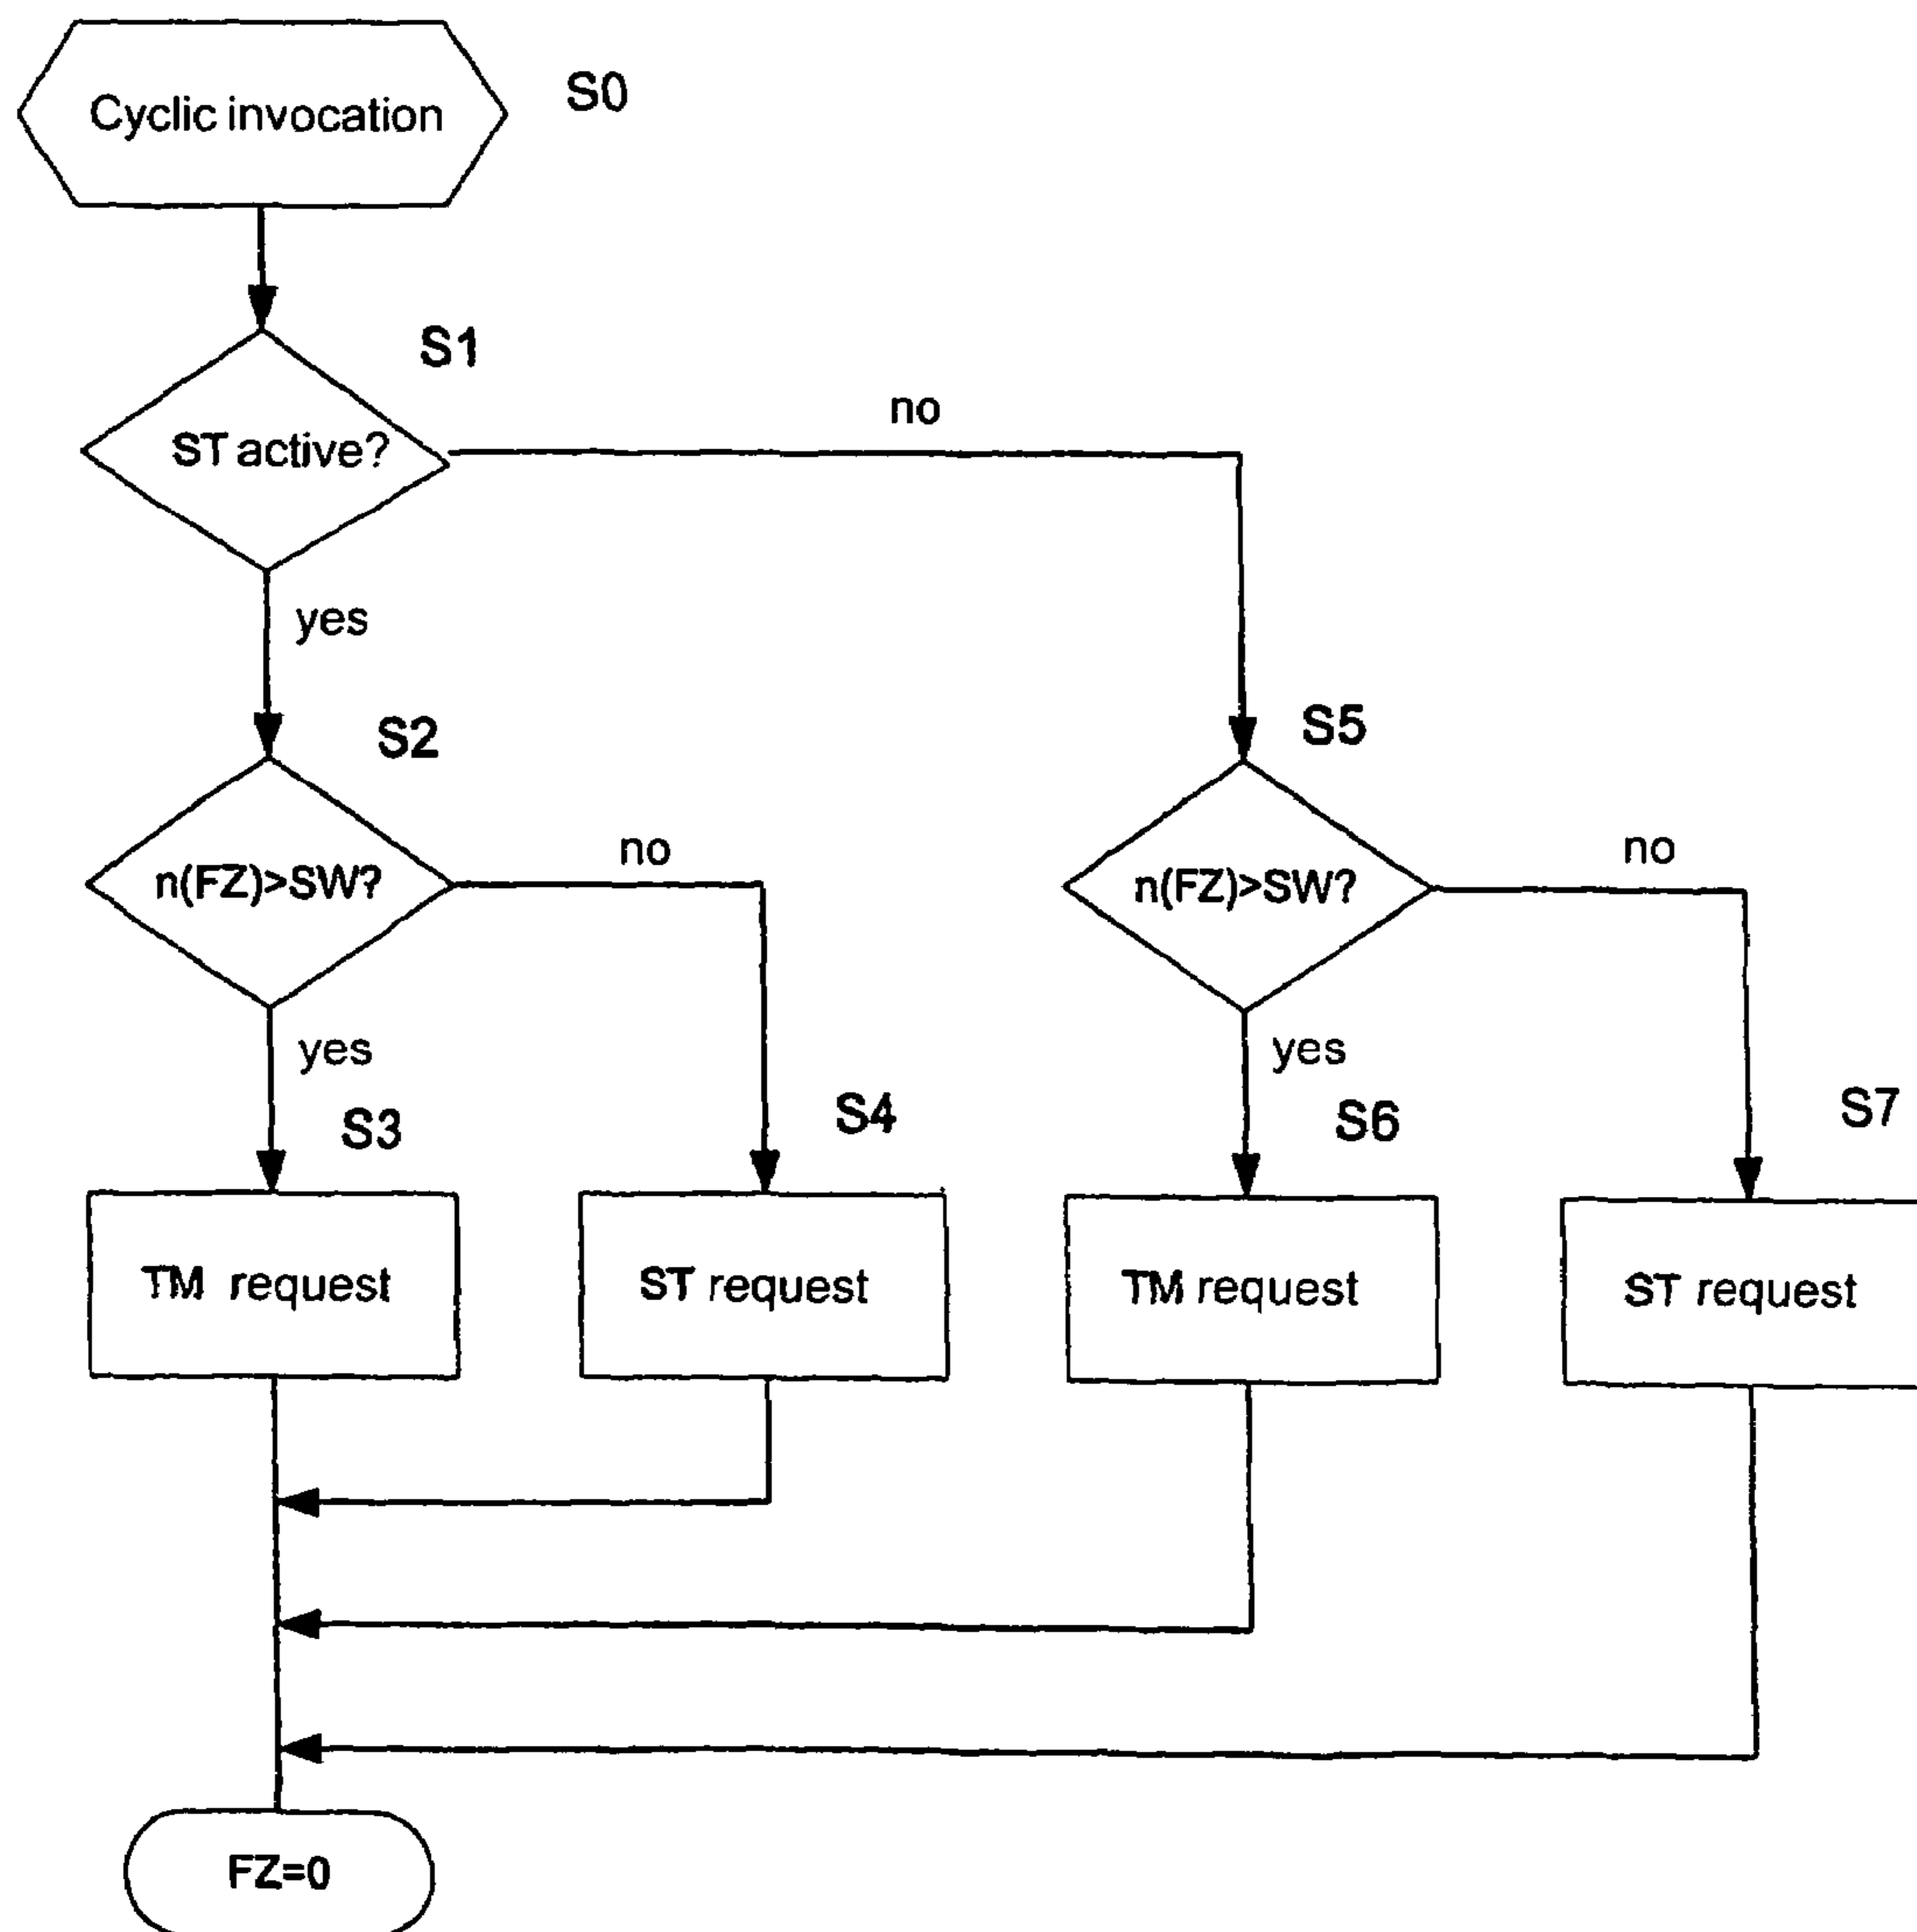 Cyclic invocation
S0
S1
ST active?
no
yes
S2
S5
n(FZ)>SW?
no
n(FZ)>SW?
no
yes
yes
S3
S4
S6
S7
TM request
ST request
TM request
ST request
FZ=0